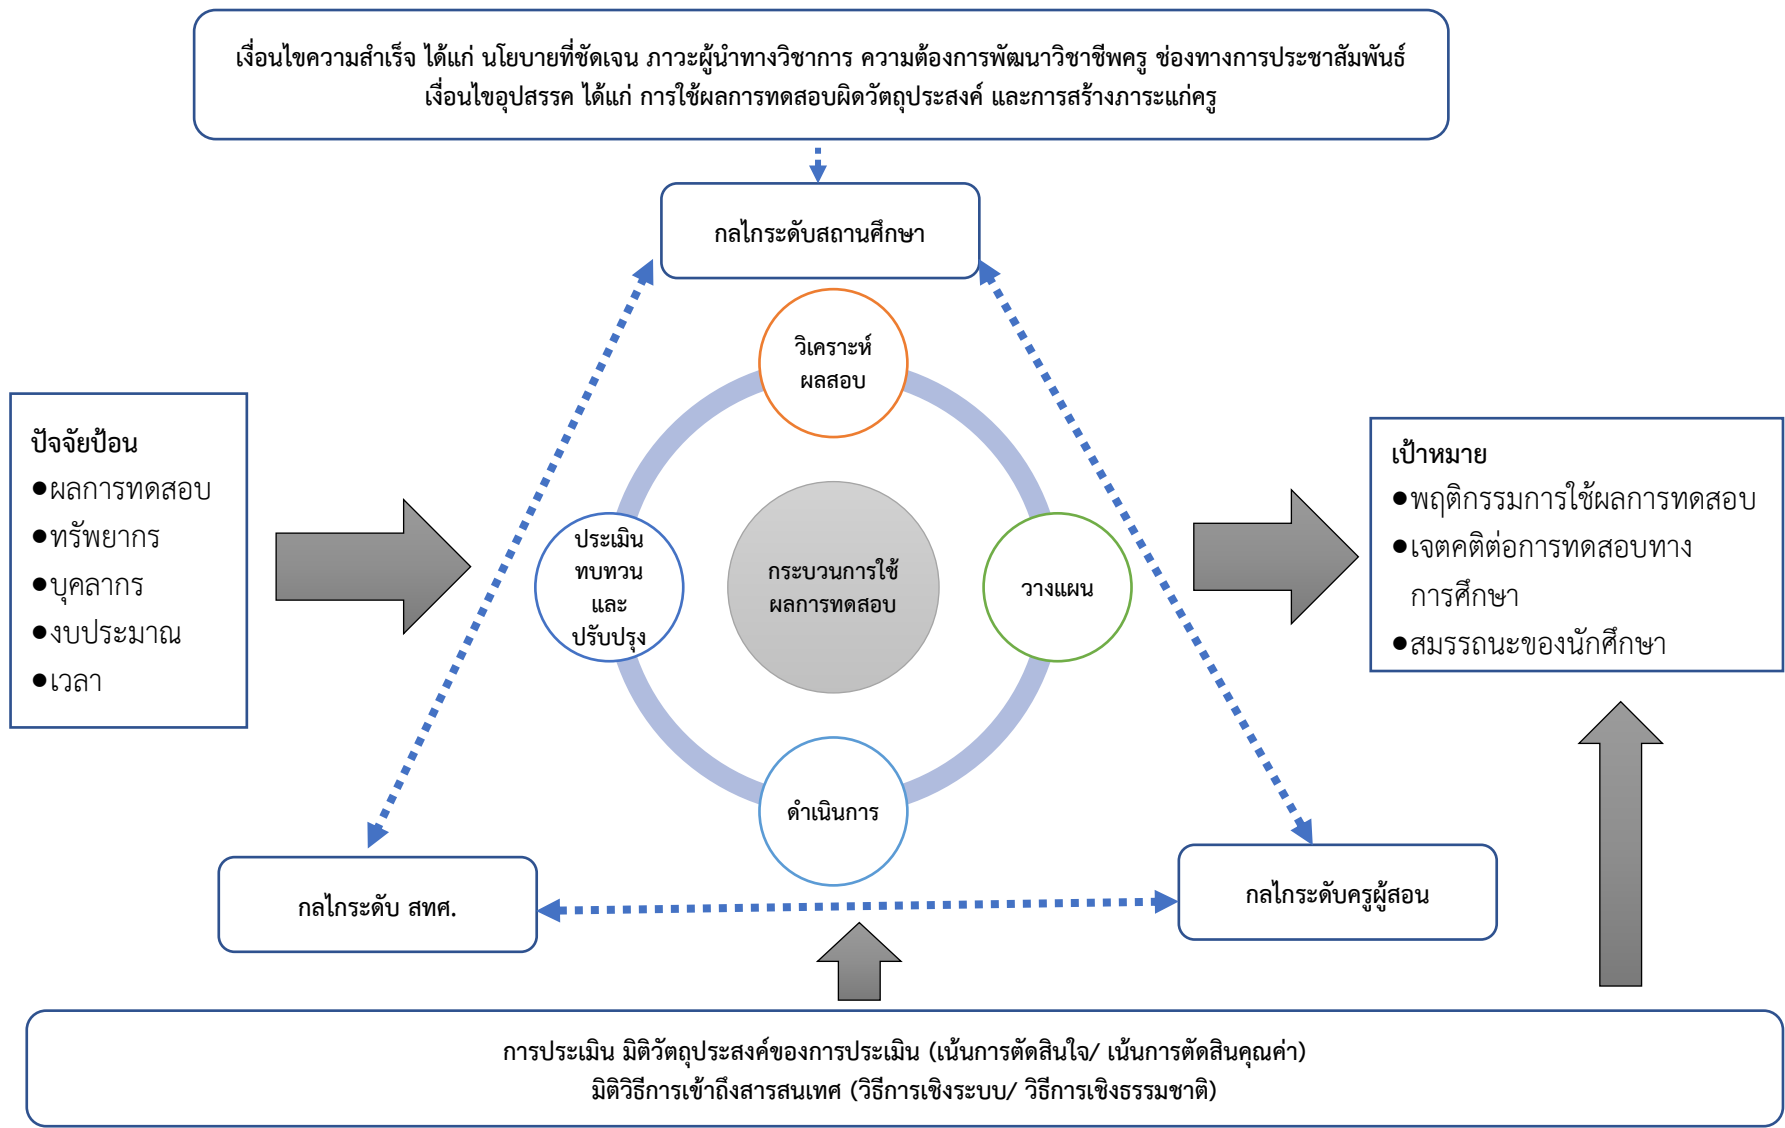 เงื่อนไขความสำเร็จ ได้แก่ นโยบายที่ชัดเจน ภาวะผู้นำทางวิชาการ ความต้องการพัฒนาวิชาชีพครู ช่องทางการประชาสัมพันธ์
เงื่อนไขอุปสรรค ได้แก่ การใช้ผลการทดสอบผิดวัตถุประสงค์ และการสร้างภาระแก่ครู
กลไกระดับสถานศึกษา
วิเคราะห์
ผลสอบ
ปัจจัยป้อน
●ผลการทดสอบ
●ทรัพยากร
●บุคลากร
●งบประมาณ
●เวลา
ประเมิน
ทบทวน
และ
ปรับปรุง
กระบวนการใช้
ผลการทดสอบ
วางแผน
เป้าหมาย
●พฤติกรรมการใช้ผลการทดสอบ
●เจตคติต่อการทดสอบทาง
การศึกษา
●สมรรถนะของนักศึกษา
ดำเนินการ
กลไกระดับ สทศ.
กลไกระดับครูผู้สอน
การประเมิน มิติวัตถุประสงค์ของการประเมิน (เน้นการตัดสินใจ/ เน้นการตัดสินคุณค่า)
มิติวิธีการเข้าถึงสารสนเทศ (วิธีการเชิงระบบ/ วิธีการเชิงธรรมชาติ)